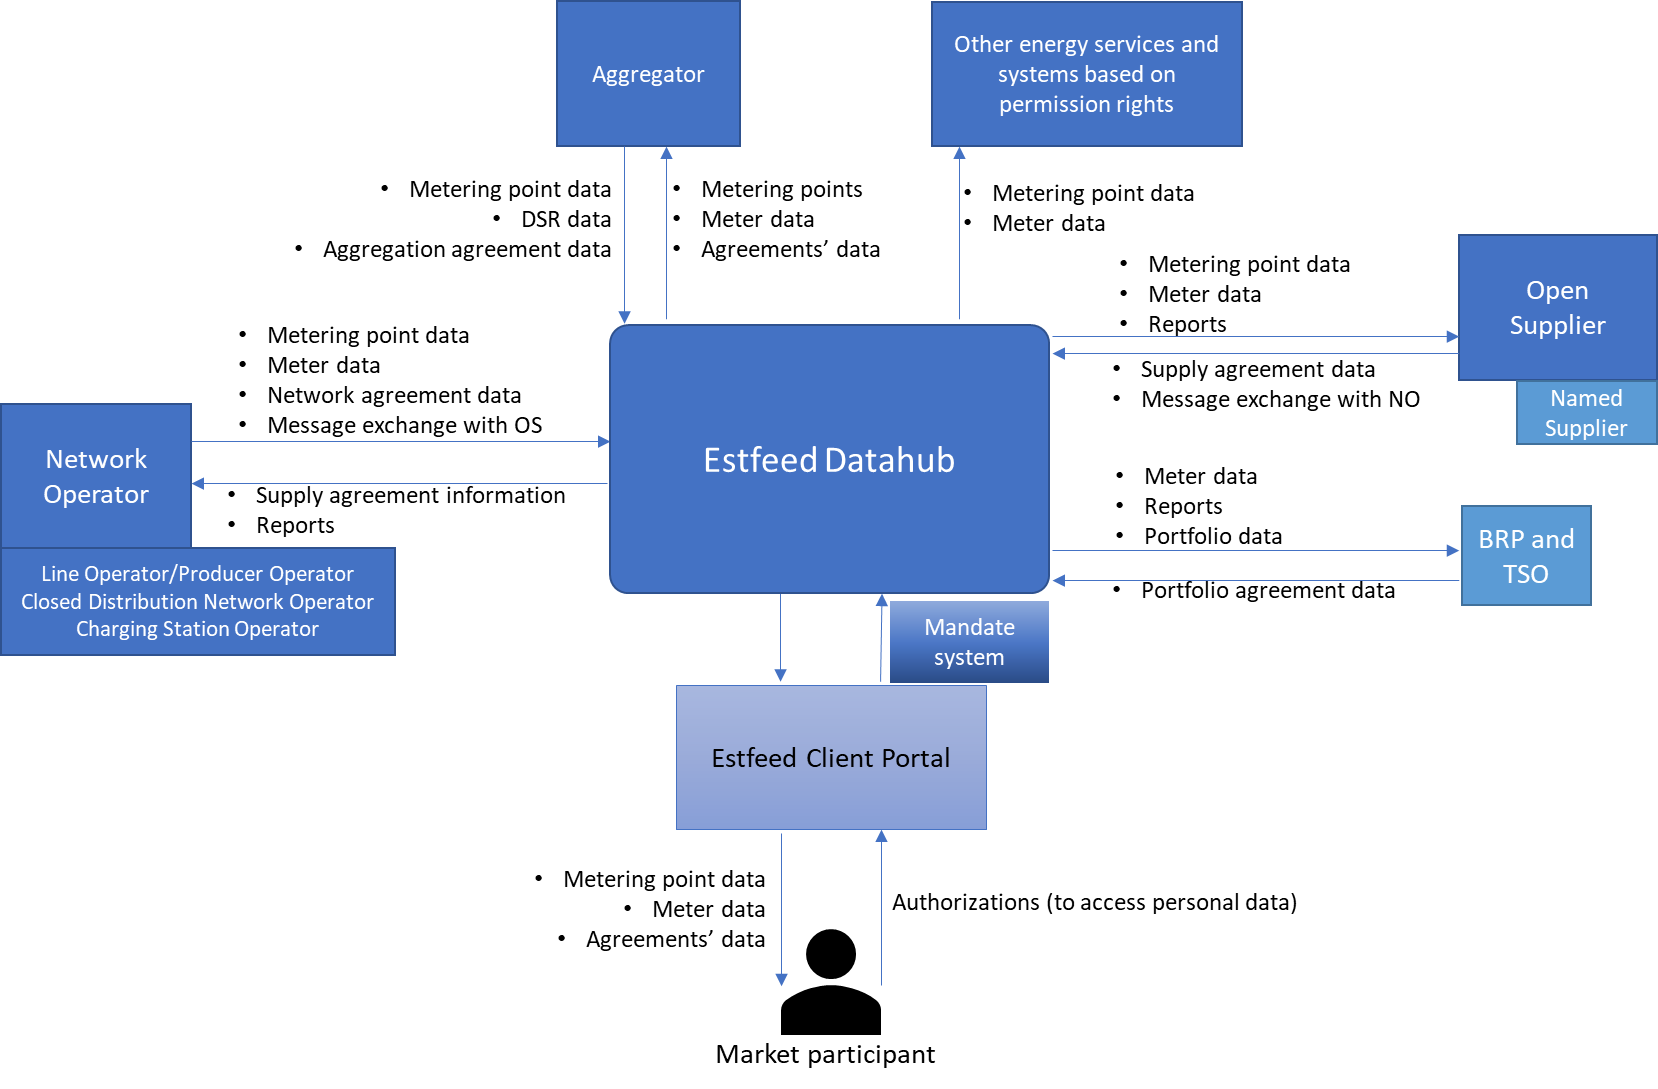 Aggregator
Other energy services and
systems based on
permission rights
• Metering point data
• DSR data
• Aggregation agreement data
• Metering points
• Meter data
• Agreements’ data
• Metering point data
• Meter data
• Metering point data
• Meter data
• Reports
Open
Supplier
• Supply agreement data
• Message exchange with NO
Named
Supplier
• Metering point data
• Meter data
• Network agreement data
• Message exchange with OS
Network
Operator
• Supply agreement information
• Reports
Line Operator/Producer Operator
Closed Distribution Network Operator
Charging Station Operator
Estfeed Datahub
• Meter data
• Reports
• Portfolio data
BRP and
TSO
• Portfolio agreement data
Mandate
system
Estfeed Client Portal
• Metering point data
• Meter data
• Agreements’ data
Authorizations (to access personal data)
Market participant